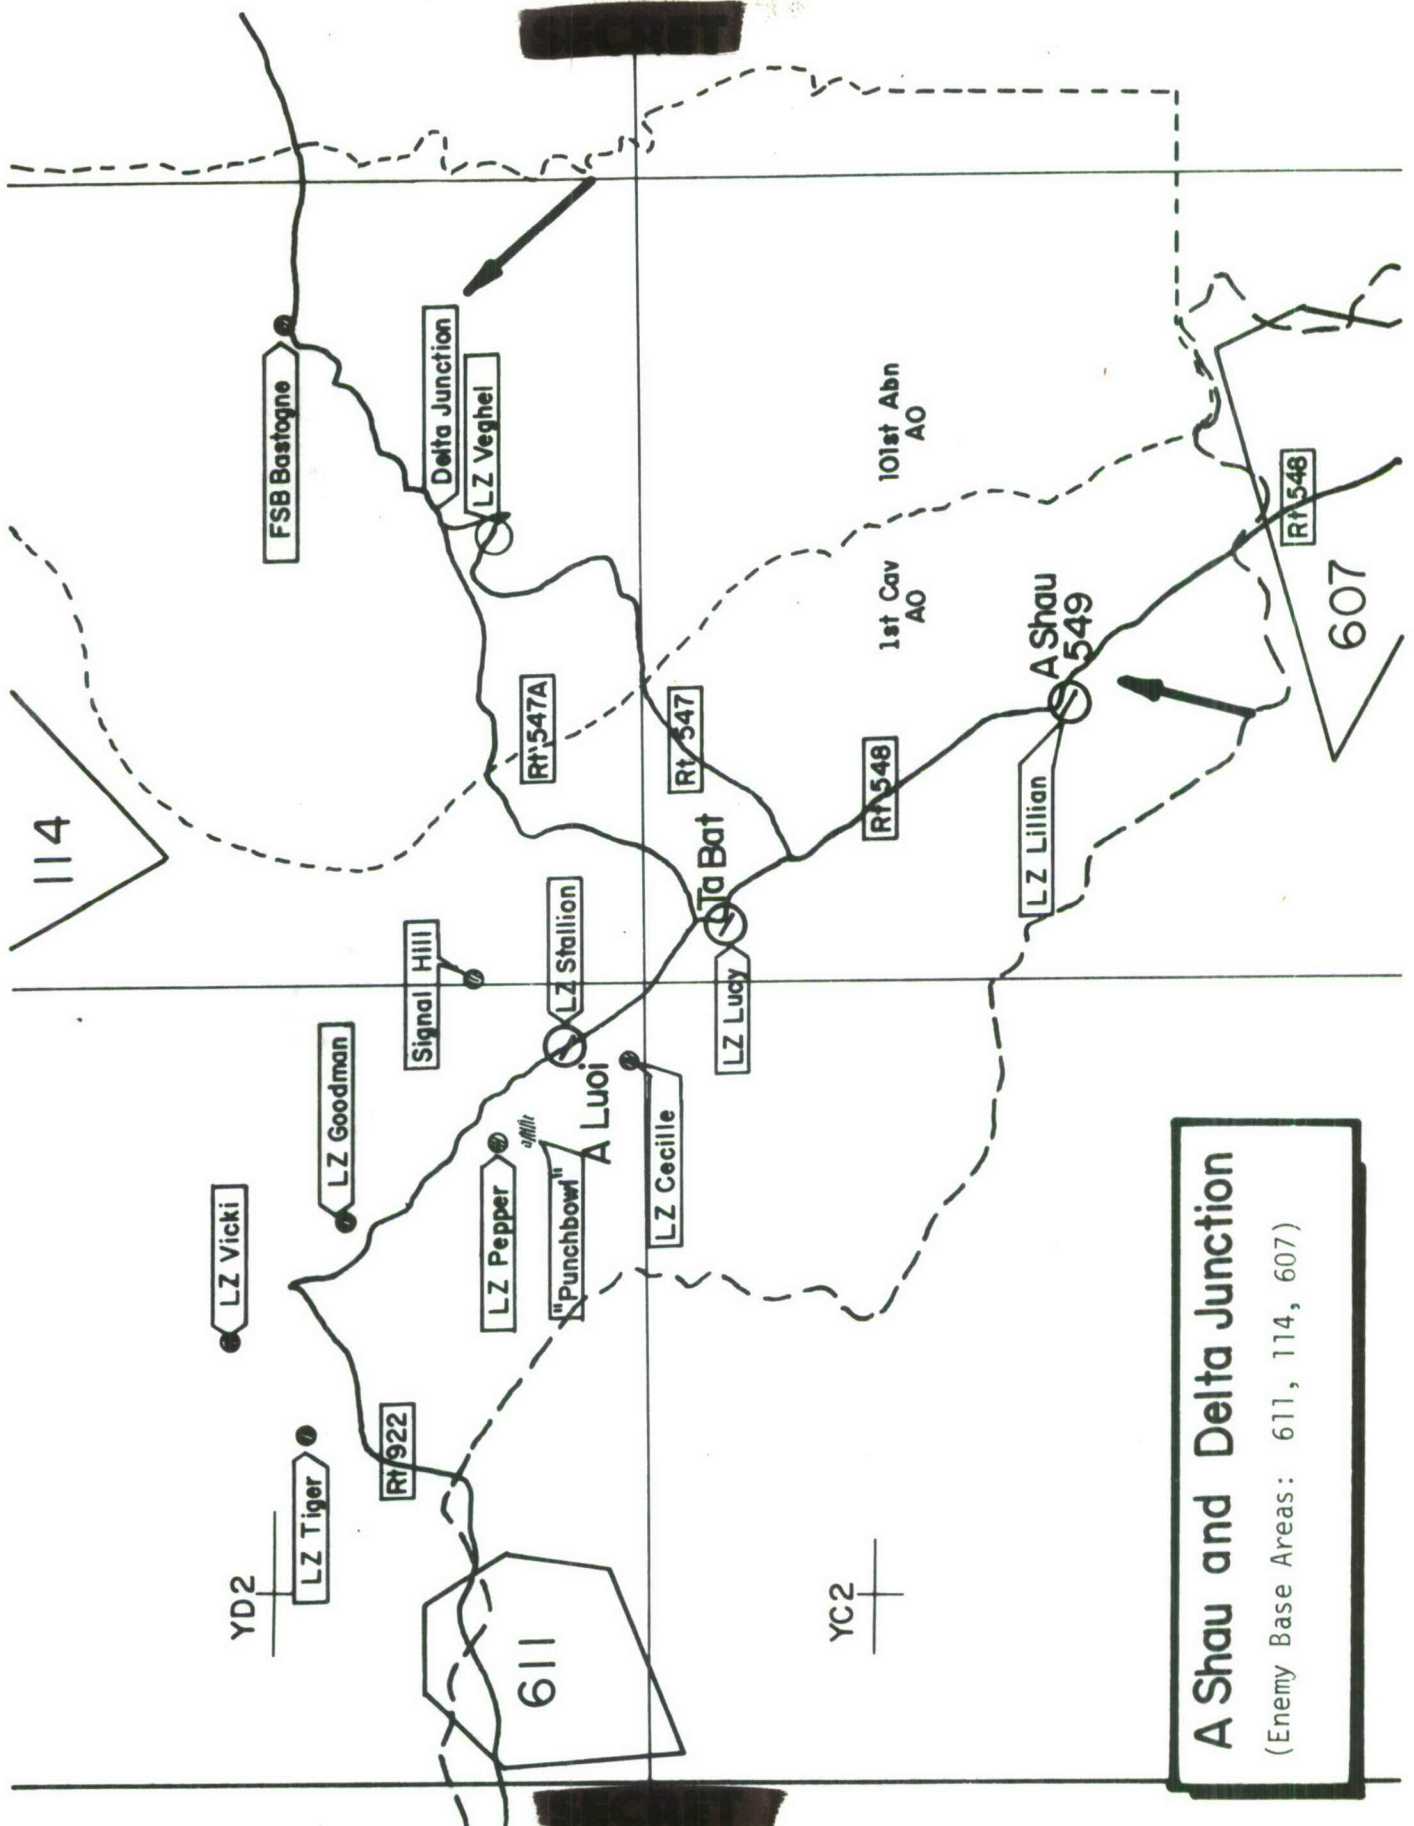 SECRET
114
YD2
LZ Vicki
LZ Tiger
LZ Goodman
Signal Hill
FSB Bastogne
Rt 922
Delta Junction
LZ Veghel
LZ Pepper
"Punchbowl"
LZ Stallion
A Luoi
Rt 547A
611
LZ Cecille
LZ Lucy
Ta Bat
Rt 547
Rt 548
1st Cav
AO
101st Abn
AO
YC2
LZ Lillian
A Shau
549
Rt 548
607
A Shau and Delta Junction
(Enemy Base Areas: 611, 114, 607)
SECRET